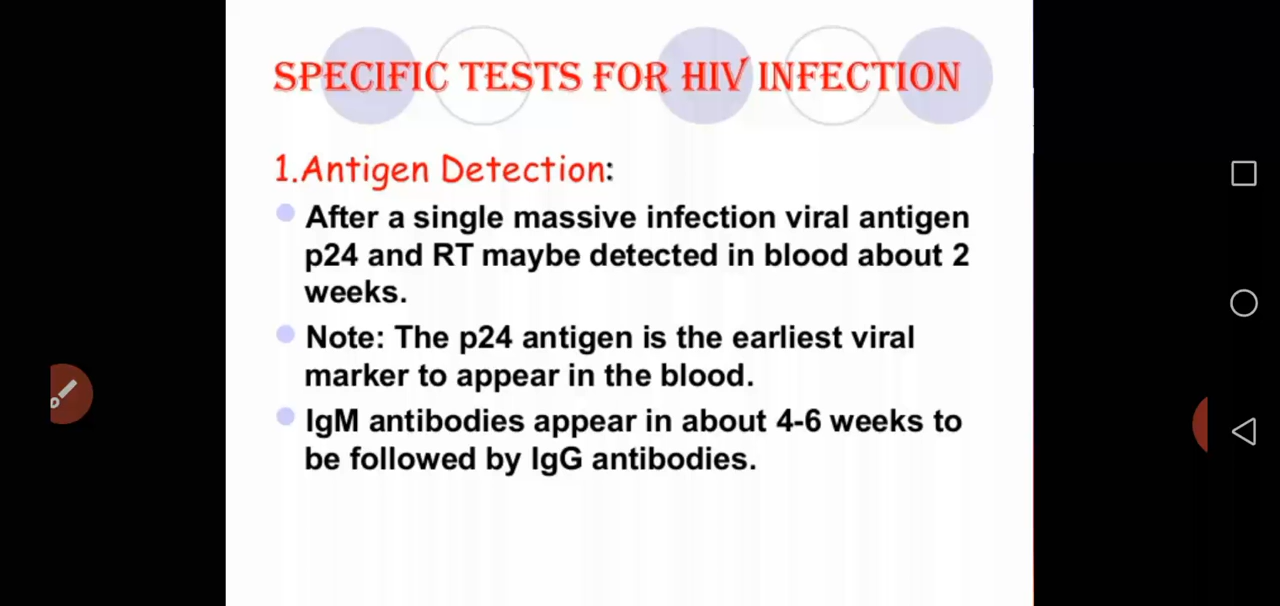 SPECIFIC TESTS FOR HIV INFECTION
1.Antigen Detection:
After a single massive infection viral antigen
p24 and RT maybe detected in blood about 2
weeks.
Note: The p24 antigen is the earliest viral
marker to appear in the blood.
IgM antibodies appear in about 4-6 weeks to
be followed by IgG antibodies.